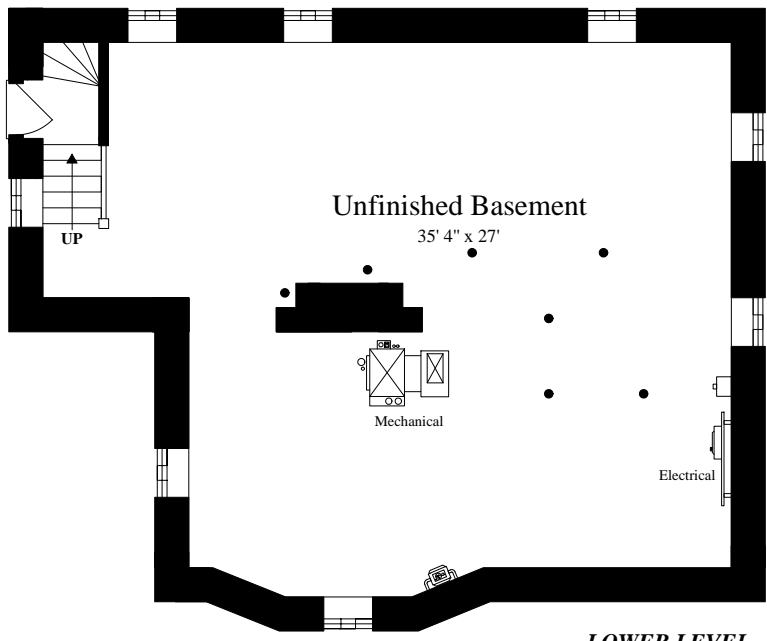 Unfinished Basement
35' 4" x 27'
UP
Mechanical
Electrical
LOWER LEVEL